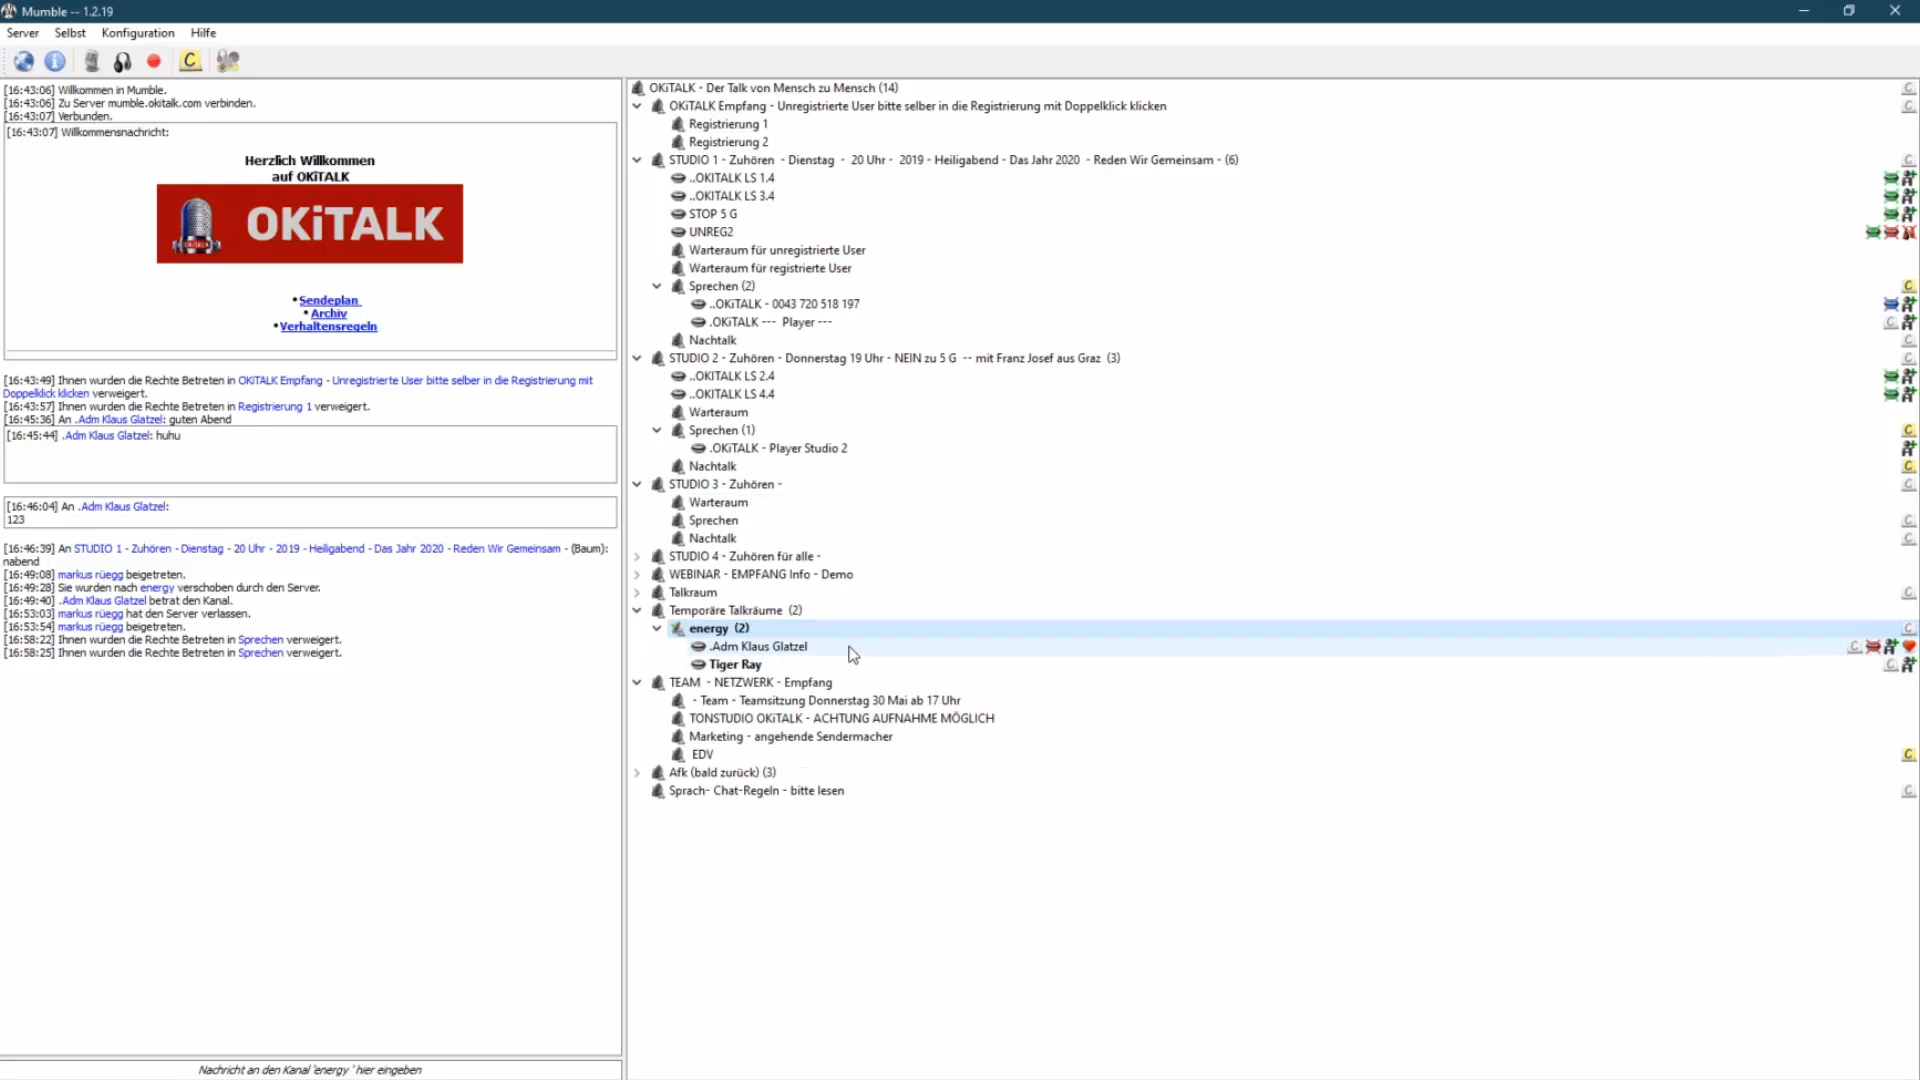 Mumble -- 1.2.19
Server Selbst Konfiguration Hilfe
[16:43:06] Willkommen in Mumble.
[16:43:06] Zu Server mumble.okitalk.com verbinden.
[16:43:07] Verbunden.
[16:43:07] Willkommensnachricht:
Herzlich Willkommen
auf OKiTALK
OKiTALK
OKiTALK
• Sendeplan
• Archiv
• Verhaltensregeln
[16:43:49] Ihnen wurden die Rechte Betreten in OKiTALK Empfang - Unregistrierte User bitte selber in die Registrierung mit
Doppelklick klicken verweigert.
[16:43:57] Ihnen wurden die Rechte Betreten in Registrierung 1 verweigert.
[16:45:36] An .Adm Klaus Glatzel: guten Abend
[16:45:44] .Adm Klaus Glatzel: huhu
[16:46:04] An .Adm Klaus Glatzel:
123
[16:46:39] An STUDIO 1 - Zuhören - Dienstag - 20 Uhr - 2019 - Heiligabend - Das Jahr 2020 - Reden Wir Gemeinsam - (Baum):
nabend
[16:49:08] markus rüegg beigetreten.
[16:49:28] Sie wurden nach energy verschoben durch den Server.
[16:49:40] .Adm Klaus Glatzel betrat den Kanal.
[16:53:03] markus rüegg hat den Server verlassen.
[16:53:54] markus rüegg beigetreten.
[16:58:22] Ihnen wurden die Rechte Betreten in Sprechen verweigert.
[16:58:25] Ihnen wurden die Rechte Betreten in Sprechen verweigert.
Nachricht an den Kanal 'energy ' hier eingeben
OKiTALK - Der Talk von Mensch zu Mensch (14)
OKiTALK Empfang - Unregistrierte User bitte selber in die Registrierung mit Doppelklick klicken
Registrierung 1
Registrierung 2
STUDIO 1 - Zuhören - Dienstag - 20 Uhr - 2019 - Heiligabend - Das Jahr 2020 - Reden Wir Gemeinsam - (6)
..OKITALK LS 1.4
..OKITALK LS 3.4
STOP 5 G
UNREG2
Warteraum für unregistrierte User
Warteraum für registrierte User
Sprechen (2)
..OKiTALK - 0043 720 518 197
.OKiTALK --- Player ---
Nachtalk
STUDIO 2 - Zuhören - Donnerstag 19 Uhr - NEIN zu 5 G -- mit Franz Josef aus Graz (3)
..OKITALK LS 2.4
..OKITALK LS 4.4
Warteraum
Sprechen (1)
.OKiTALK - Player Studio 2
Nachtalk
STUDIO 3 - Zuhören -
Warteraum
Sprechen
Nachtalk
STUDIO 4 - Zuhören für alle -
WEBINAR - EMPFANG Info - Demo
Talkraum
Temporäre Talkräume (2)
energy (2)
.Adm Klaus Glatzel
Tiger Ray
TEAM - NETZWERK - Empfang
- Team - Teamsitzung Donnerstag 30 Mai ab 17 Uhr
TONSTUDIO OKiTALK - ACHTUNG AUFNAHME MÖGLICH
Marketing - angehende Sendermacher
EDV
Afk (bald zurück) (3)
Sprach- Chat-Regeln - bitte lesen